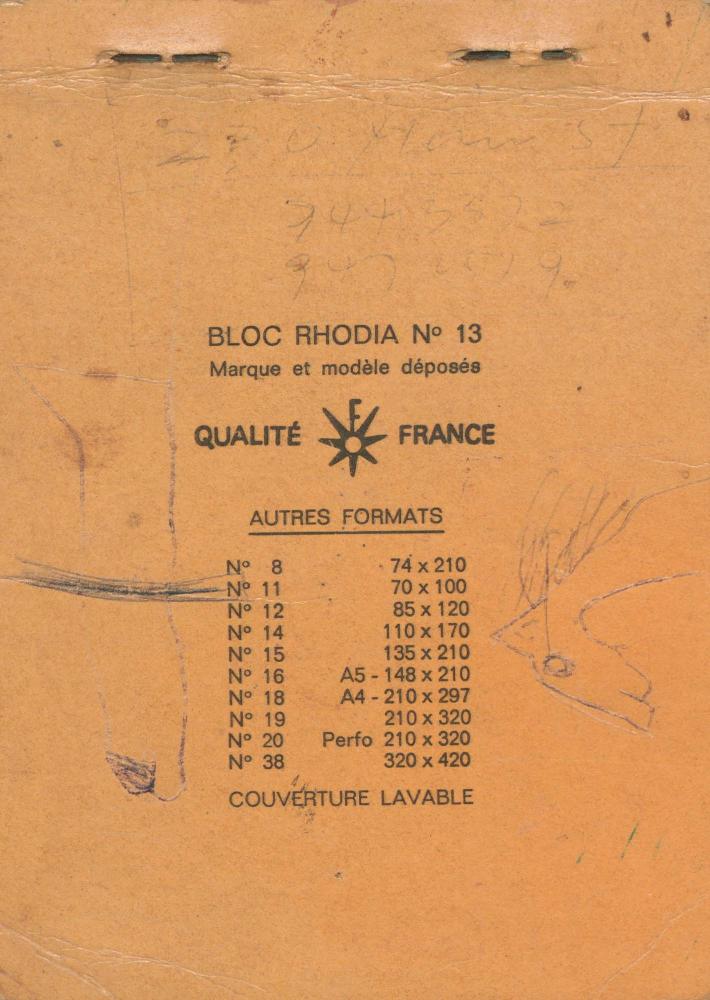 BLOC RHODIA Nº 13
Marque et modèle déposés
QUALITÉ F FRANCE
AUTRES FORMATS
Nº 8 74 x 210
Nº 11 70 x 100
Nº 12 85 x 120
Nº 14 110 x 170
Nº 15 135 x 210
Nº 16 A5 - 148 x 210
Nº 18 A4 - 210 x 297
Nº 19 210 x 320
Nº 20 Perfo 210 x 320
Nº 38 320 x 420
COUVERTURE LAVABLE